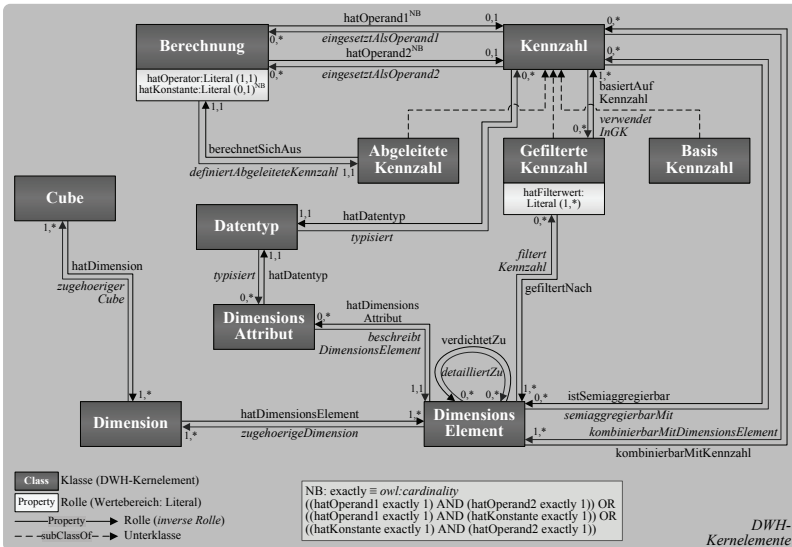 hatOperand1NB
0,1
0,*
Berechnung
0,*
eingesetztAlsOperand1
Kennzahl
hatOperand2NB
0,1
0,*
hatOperator:Literal (1,1)
hatKonstante:Literal (0,1)NB
0,*
eingesetztAlsOperand2
0,*
1,*
basiertAuf
Kennzahl
1,1
verwendet
InGK
0,*
berechnetSichAus
Abgeleitete
Kennzahl
Gefilterte
Kennzahl
Basis
Kennzahl
definiertAbgeleiteteKennzahl
1,1
Cube
hatFilterwert:
Literal (1,*)
Datentyp
1,1
hatDatentyp
typisiert
0,*
1,*
hatDimension
zugehoeriger
Cube
typisiert
1,1
hatDatentyp
filtert
Kennzahl
gefiltertNach
0,*
Dimensions
Attribut
0,*
hatDimensions
Attribut
beschreibt
DimensionsElement
verdichtetZu
detailliertZu
1,*
1,1
0,*
0,*
1,*
0,*
istSemiaggregierbar
semiaggregierbarMit
Dimension
hatDimensionsElement
1,*
zugehoerigeDimension
1,*
Dimensions
Element
1,*
kombinierbarMitDimensionsElement
kombinierbarMitKennzahl
Class
Klasse (DWH-Kernelement)
Property
Rolle (Wertebereich: Literal)
Property
Rolle (inverse Rolle)
subClassOf
Unterklasse
NB: exactly ≡ owl:cardinality
((hatOperand1 exactly 1) AND (hatOperand2 exactly 1)) OR
((hatOperand1 exactly 1) AND (hatKonstante exactly 1)) OR
((hatKonstante exactly 1) AND (hatOperand2 exactly 1))
DWH-
Kernelemente